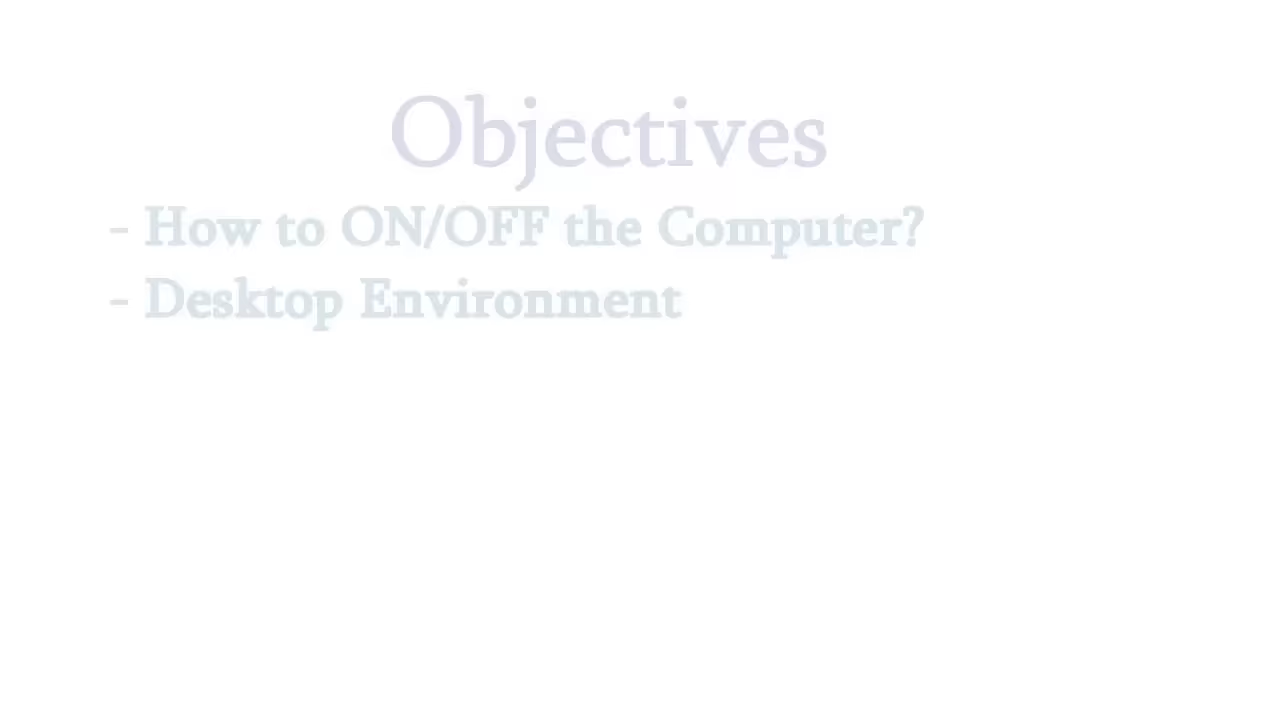 Objectives
- How to ON/OFF the Computer?
- Desktop Environment